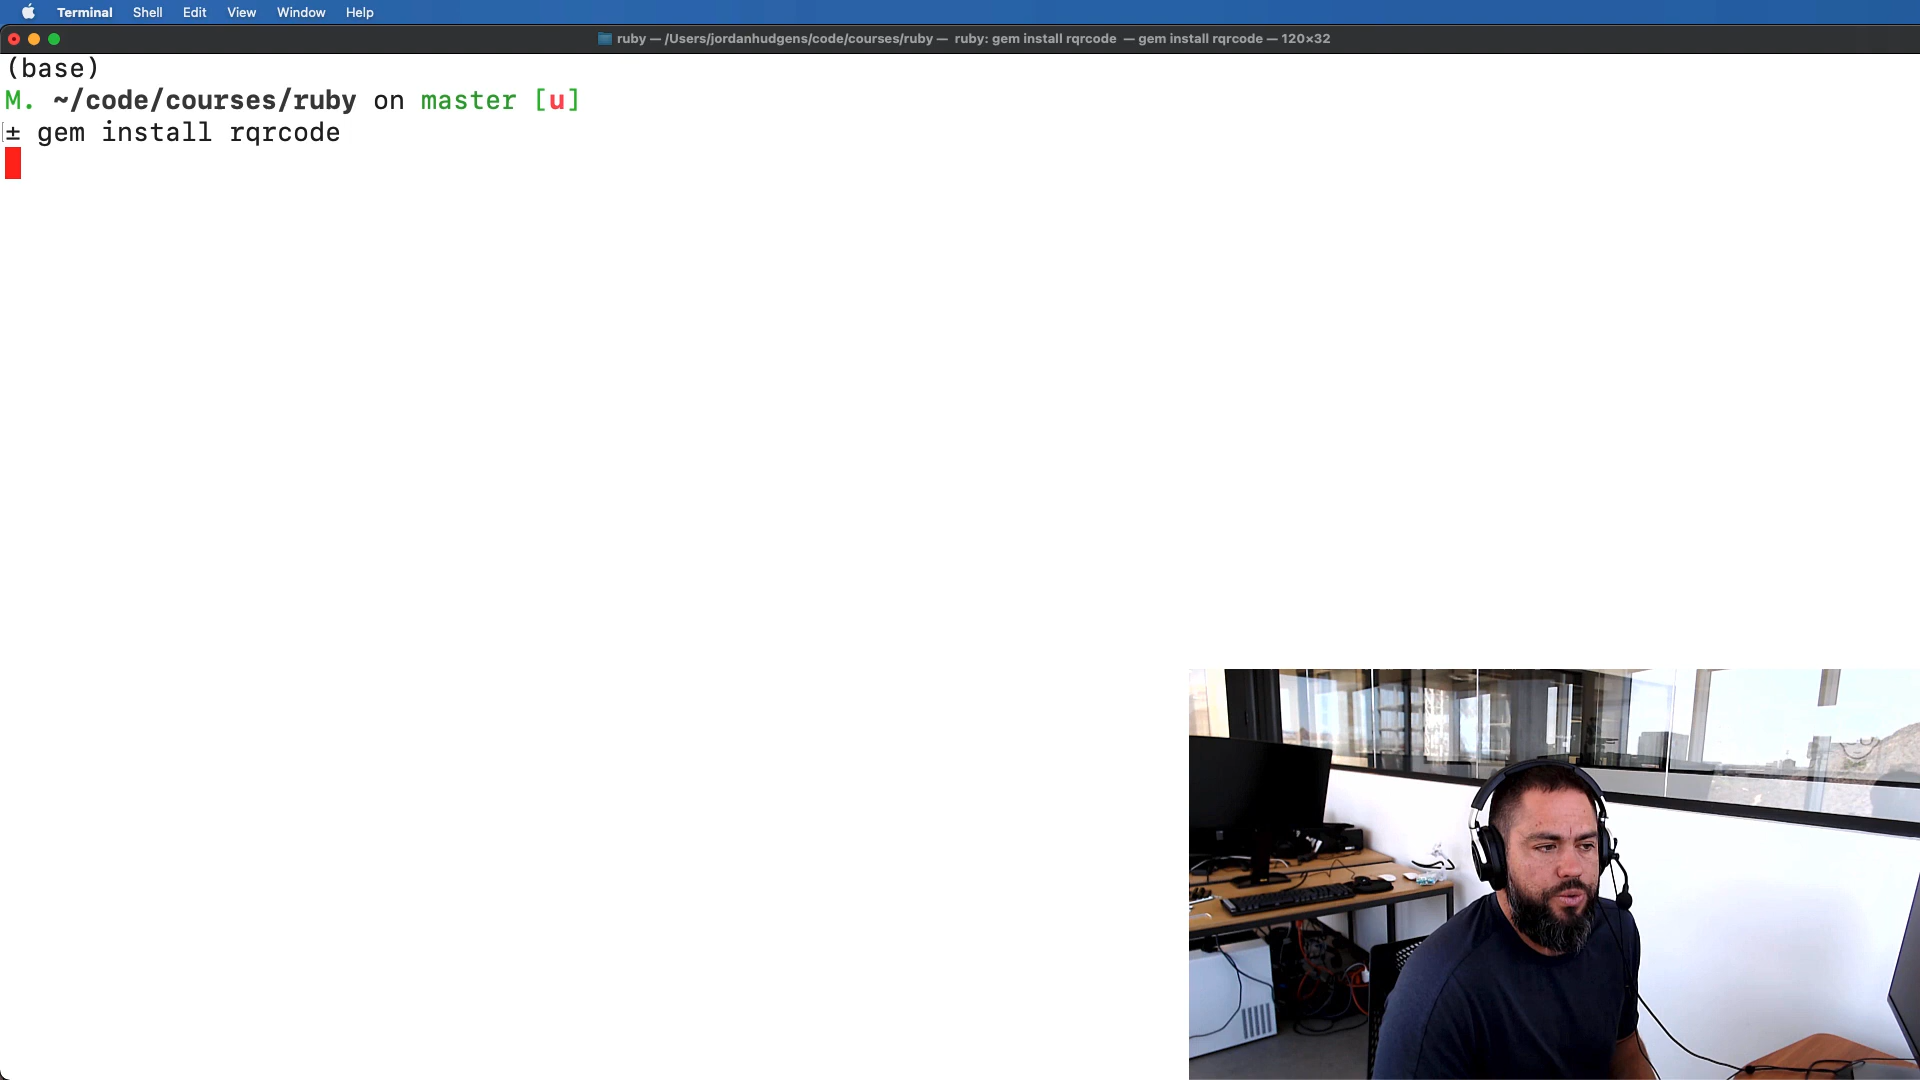 Terminal Shell Edit View Window Help
ruby — /Users/jordanhudgens/code/courses/ruby — ruby: gem install rqrcode — gem install rqrcode — 120×32
(base)
M. ~/code/courses/ruby on master [u]
± gem install rqrcode